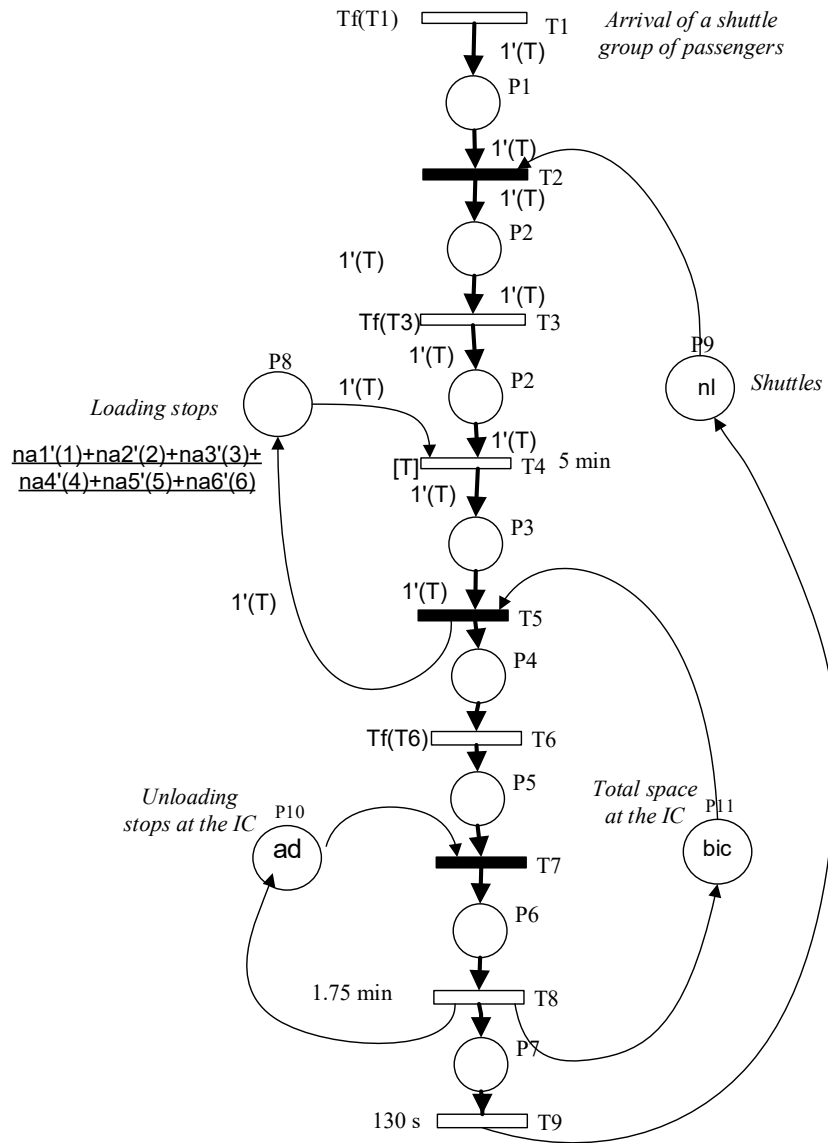 Tf(T1)
T1
Arrival of a shuttle
group of passengers
1'(T)
P1
1'(T)
T2
1'(T)
P2
1'(T)
1'(T)
Tf(T3)
T3
1'(T)
P9
P8
P2
nl
Shuttles
1'(T)
Loading stops
1'(T)
na1'(1)+na2'(2)+na3'(3)+
na4'(4)+na5'(5)+na6'(6)
[T]
T4
5 min
1'(T)
P3
1'(T)
1'(T)
T5
P4
Tf(T6)
T6
P5
Unloading
stops at the IC
P10
ad
Total space
at the IC
P11
bic
T7
P6
1.75 min
T8
P7
130 s
T9